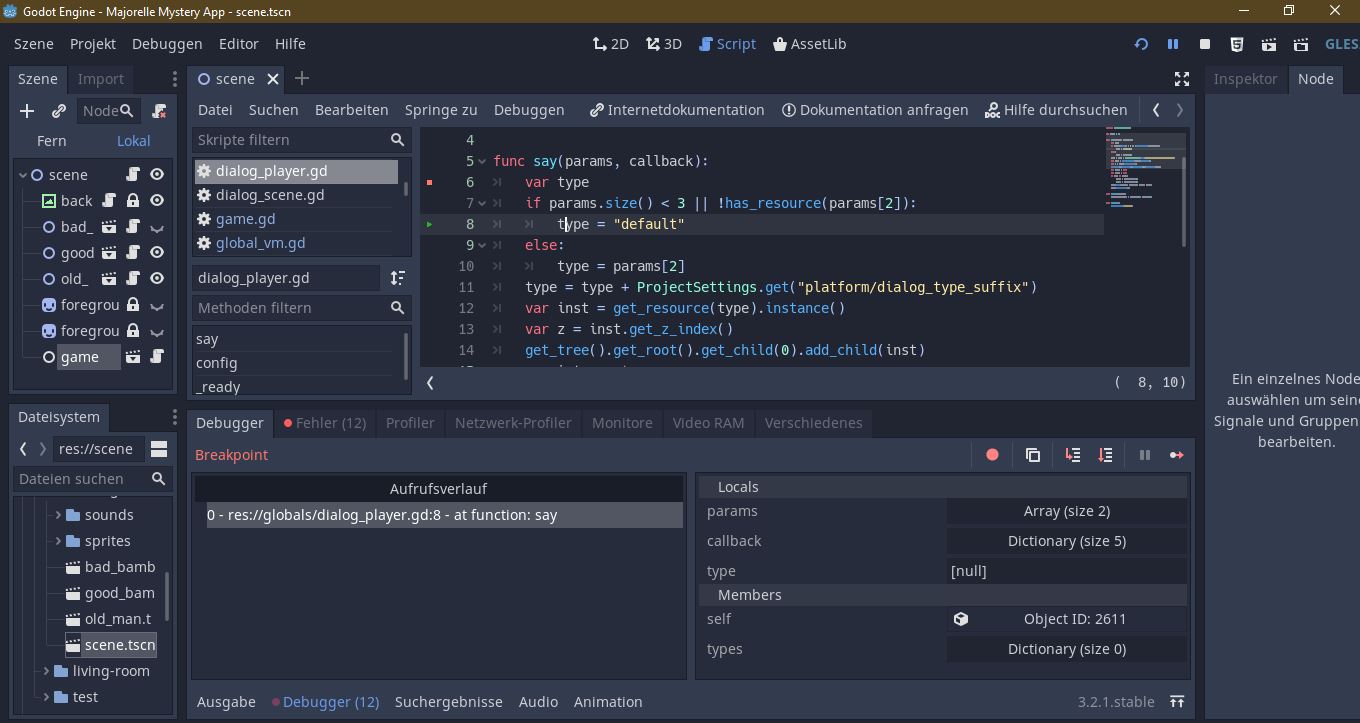 Godot Engine - Majorelle Mystery App - scene.tscn
Szene Projekt Debuggen Editor Hilfe 2D 3D Script AssetLib GLES
Szene Import
scene
Inspektor Node
Node
Datei Suchen Bearbeiten Springe zu Debuggen Internetdokumentation Dokumentation anfragen Hilfe durchsuchen
Fern Lokal
Skripte filtern
scene
back
bad_
good
old_
foregrou
foregrou
game
dialog_player.gd
dialog_scene.gd
game.gd
global_vm.gd
dialog_player.gd
Methoden filtern
say
config
_ready
4
5 func say(params, callback):
6 var type
7 if params.size() < 3 || !has_resource(params[2]):
8 type = "default"
9 else:
10 type = params[2]
11 type = type + ProjectSettings.get("platform/dialog_type_suffix")
12 var inst = get_resource(type).instance()
13 var z = inst.get_z_index()
14 get_tree().get_root().get_child(0).add_child(inst)
( 8, 10)
Ein einzelnes Node
auswählen um sein
Signale und Gruppen
bearbeiten.
Dateisystem
res://scene
Dateien suchen
sounds
sprites
bad_bamb
good_bam
old_man.t
scene.tscn
living-room
test
Debugger Fehler (12) Profiler Netzwerk-Profiler Monitore Video RAM Verschiedenes
Breakpoint
Aufrufsverlauf
0 - res://globals/dialog_player.gd:8 - at function: say
Locals
params Array (size 2)
callback Dictionary (size 5)
type [null]
Members
self Object ID: 2611
types Dictionary (size 0)
Ausgabe Debugger (12) Suchergebnisse Audio Animation 3.2.1.stable